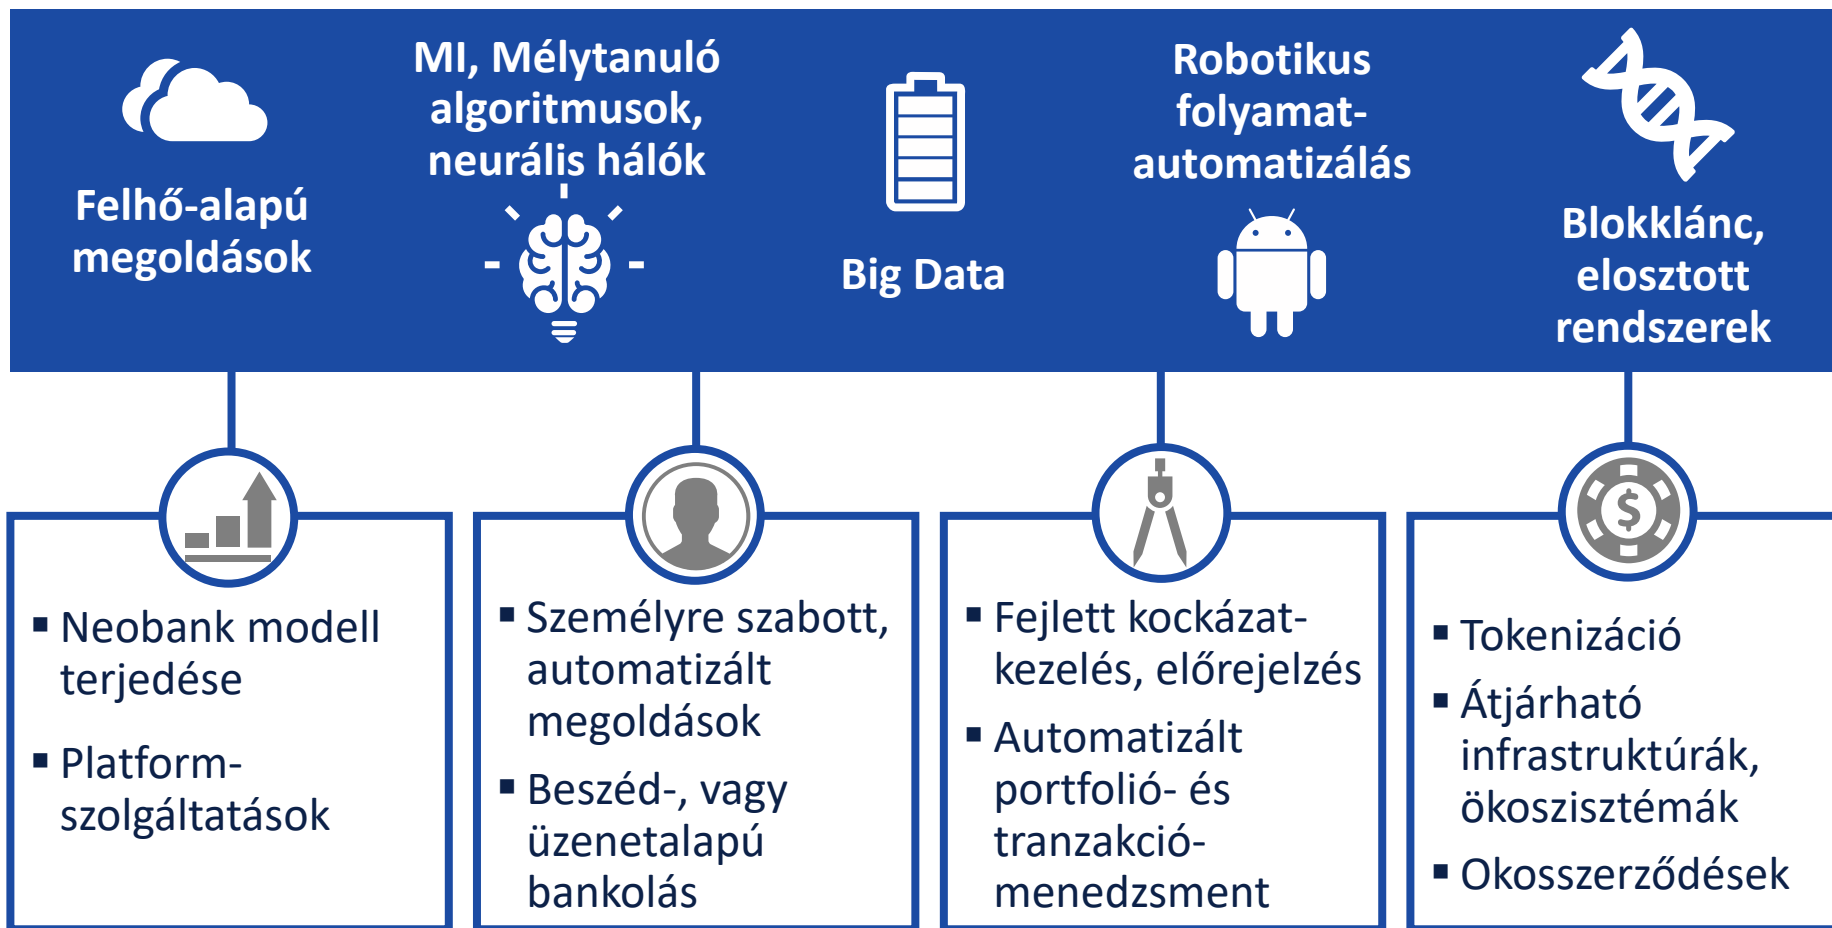 Felhő-alapú
megoldások
MI, Mélytanuló
algoritmusok,
neurális hálók
Big Data
Robotikus
folyamat-
automatizálás
Blokklánc,
elosztott
rendszerek
▪ Neobank modell
terjedése
▪ Platform-
szolgáltatások
▪ Személyre szabott,
automatizált
megoldások
▪ Beszéd-, vagy
üzenetalapú
bankolás
▪ Fejlett kockázat-
kezelés, előrejelzés
▪ Automatizált
portfolió- és
tranzakció-
menedzsment
$
▪ Tokenizáció
▪ Átjárható
infrastruktúrák,
ökoszisztémák
▪ Okosszerződések